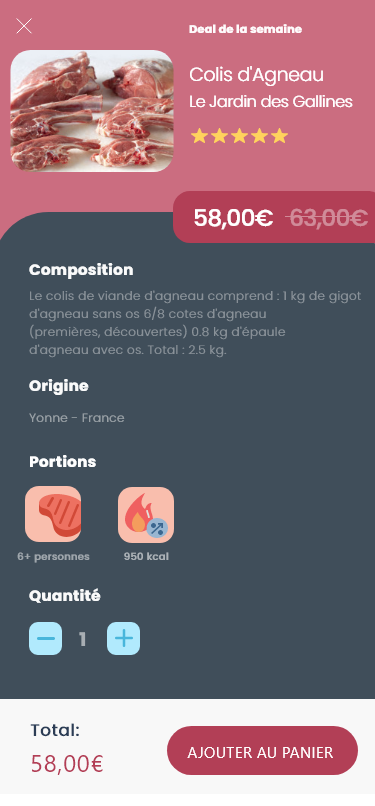 Deal de la semaine
Colis d'Agneau
Le Jardin des Gallines
58,00€ 63,00€
Composition
Le colis de viande d'agneau comprend : 1 kg de gigot
d'agneau sans os 6/8 cotes d'agneau
(premières, découvertes) 0.8 kg d'épaule
d'agneau avec os. Total : 2.5 kg.
Origine
Yonne - France
Portions
6+ personnes 950 kcal
Quantité
1
Total:
58,00€
AJOUTER AU PANIER